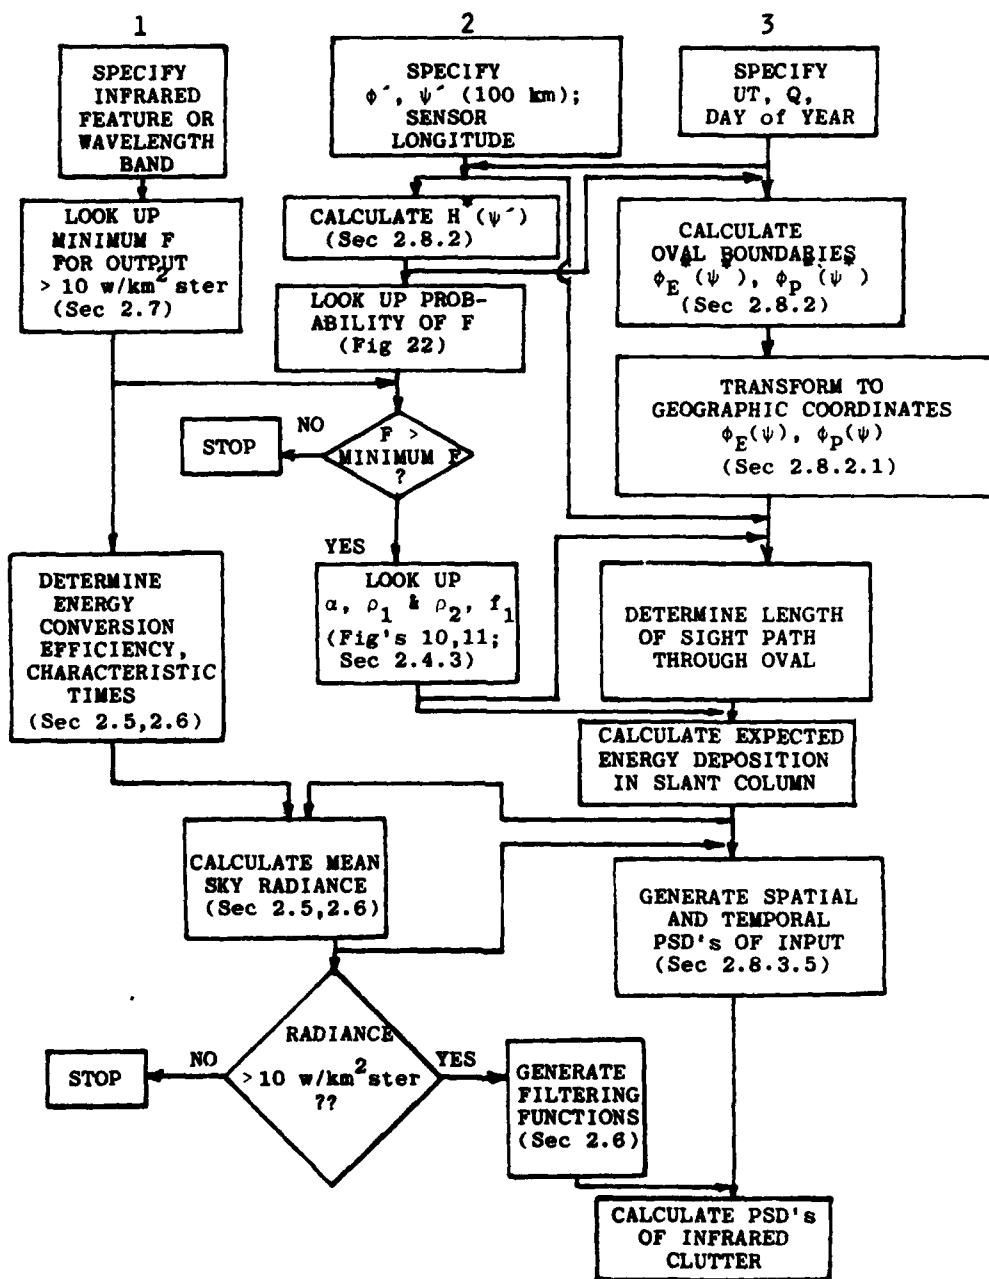 1
SPECIFY
INFRARED
FEATURE OR
WAVELENGTH
BAND
LOOK UP
MINIMUM F
FOR OUTPUT
> 10 w/km² ster
(Sec 2.7)
DETERMINE
ENERGY
CONVERSION
EFFICIENCY,
CHARACTERISTIC
TIMES
(Sec 2.5,2.6)
2
SPECIFY
φ´, ψ´ (100 km);
SENSOR
LONGITUDE
CALCULATE H*(ψ´)
(Sec 2.8.2)
LOOK UP PROB-
ABILITY OF F
(Fig 22)
F >
MINIMUM F
?
NO
STOP
YES
LOOK UP
α, ρ₁ & ρ₂, f₁
(Fig's 10,11;
Sec 2.4.3)
3
SPECIFY
UT, Q,
DAY of YEAR
CALCULATE
OVAL BOUNDARIES
φ*E (ψ*), φ*P (ψ*)
(Sec 2.8.2)
TRANSFORM TO
GEOGRAPHIC COORDINATES
φE(ψ), φP(ψ)
(Sec 2.8.2.1)
DETERMINE LENGTH
OF SIGHT PATH
THROUGH OVAL
CALCULATE EXPECTED
ENERGY DEPOSITION
IN SLANT COLUMN
CALCULATE MEAN
SKY RADIANCE
(Sec 2.5,2.6)
GENERATE SPATIAL
AND TEMPORAL
PSD's OF INPUT
(Sec 2.8.3.5)
RADIANCE
>10 w/km² ster
??
NO
STOP
YES
GENERATE
FILTERING
FUNCTIONS
(Sec 2.6)
CALCULATE PSD's
OF INFRARED
CLUTTER